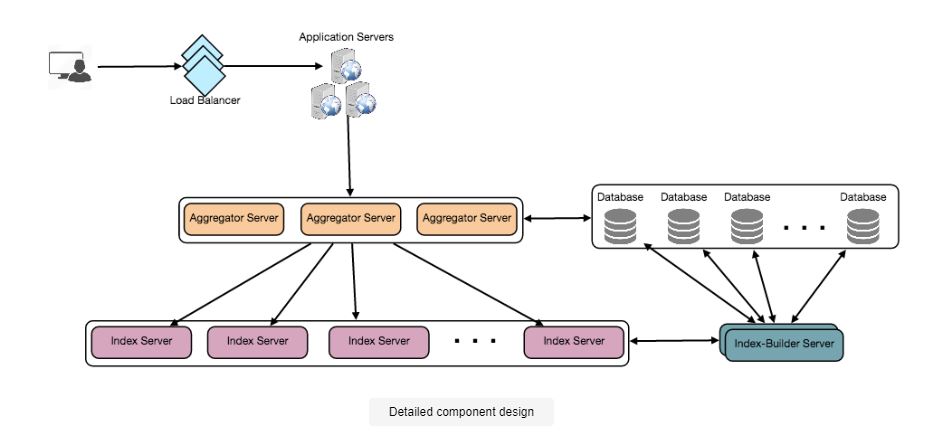 Application Servers
Load Balancer
Aggregator Server
Aggregator Server
Aggregator Server
Database
Database
Database
Database
Index Server
Index Server
Index Server
Index Server
Index-Builder Server
Detailed component design